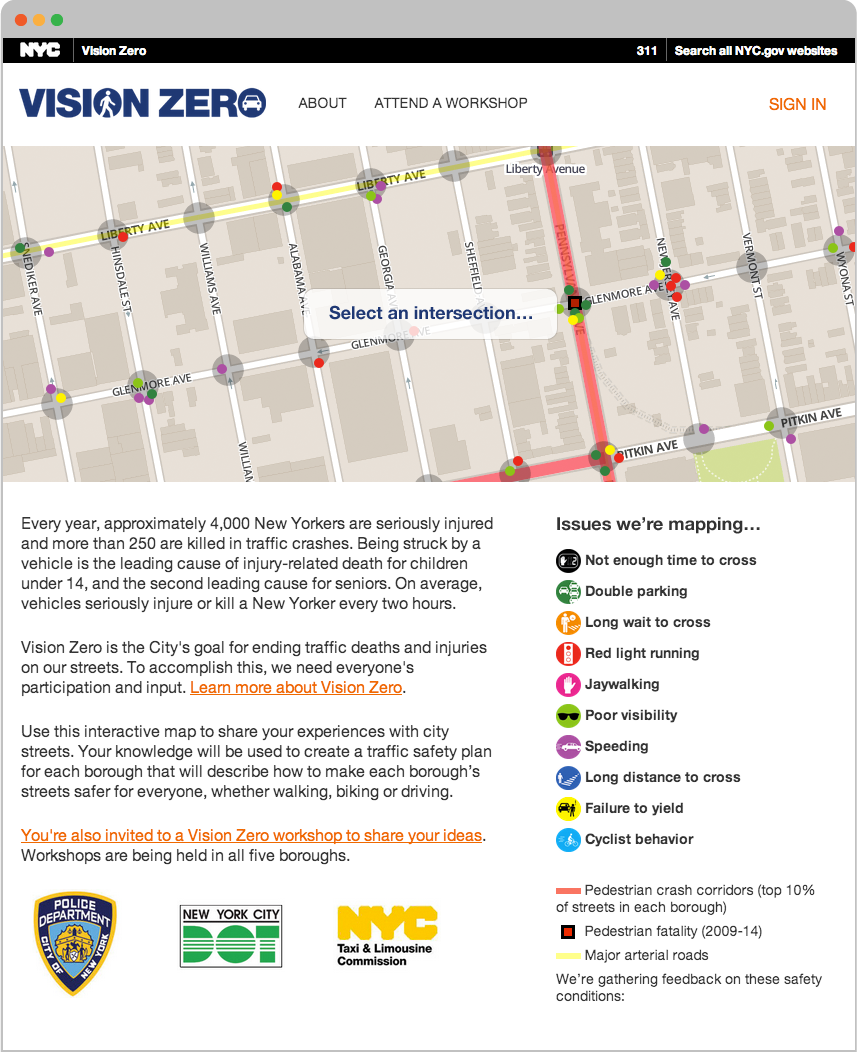 NYC Vision Zero 311 Search all NYC.gov websites
VISION ZERO ABOUT ATTEND A WORKSHOP SIGN IN
Liberty Avenue
LIBERTY AVE
LIBERTY AVE
SNEDIKER AVE
HINSDALE ST
WILLIAMS AVE
ALABAMA AVE
GEORGIA
SHEFFIELD
PENNSYLVANIA AVE
VERMONT ST
WYONA ST
GLENMORE AVE
Select an intersection...
GLENMORE AVE
GLENMORE AVE
PITKIN AVE
PITKIN AVE
WILLIAM
Every year, approximately 4,000 New Yorkers are seriously injured
and more than 250 are killed in traffic crashes. Being struck by a
vehicle is the leading cause of injury-related death for children
under 14, and the second leading cause for seniors. On average,
vehicles seriously injure or kill a New Yorker every two hours.
Vision Zero is the City's goal for ending traffic deaths and injuries
on our streets. To accomplish this, we need everyone's
participation and input. Learn more about Vision Zero.
Use this interactive map to share your experiences with city
streets. Your knowledge will be used to create a traffic safety plan
for each borough that will describe how to make each borough's
streets safer for everyone, whether walking, biking or driving.
You're also invited to a Vision Zero workshop to share your ideas.
Workshops are being held in all five boroughs.
POLICE
DEPARTMENT
CITY OF NEW YORK
NEW YORK CITY
DOT
NYC
Taxi & Limousine
Commission
Issues we're mapping...
Not enough time to cross
Double parking
Long wait to cross
Red light running
Jaywalking
Poor visibility
Speeding
Long distance to cross
Failure to yield
Cyclist behavior
Pedestrian crash corridors (top 10%
of streets in each borough)
Pedestrian fatality (2009-14)
Major arterial roads
We're gathering feedback on these safety
conditions: